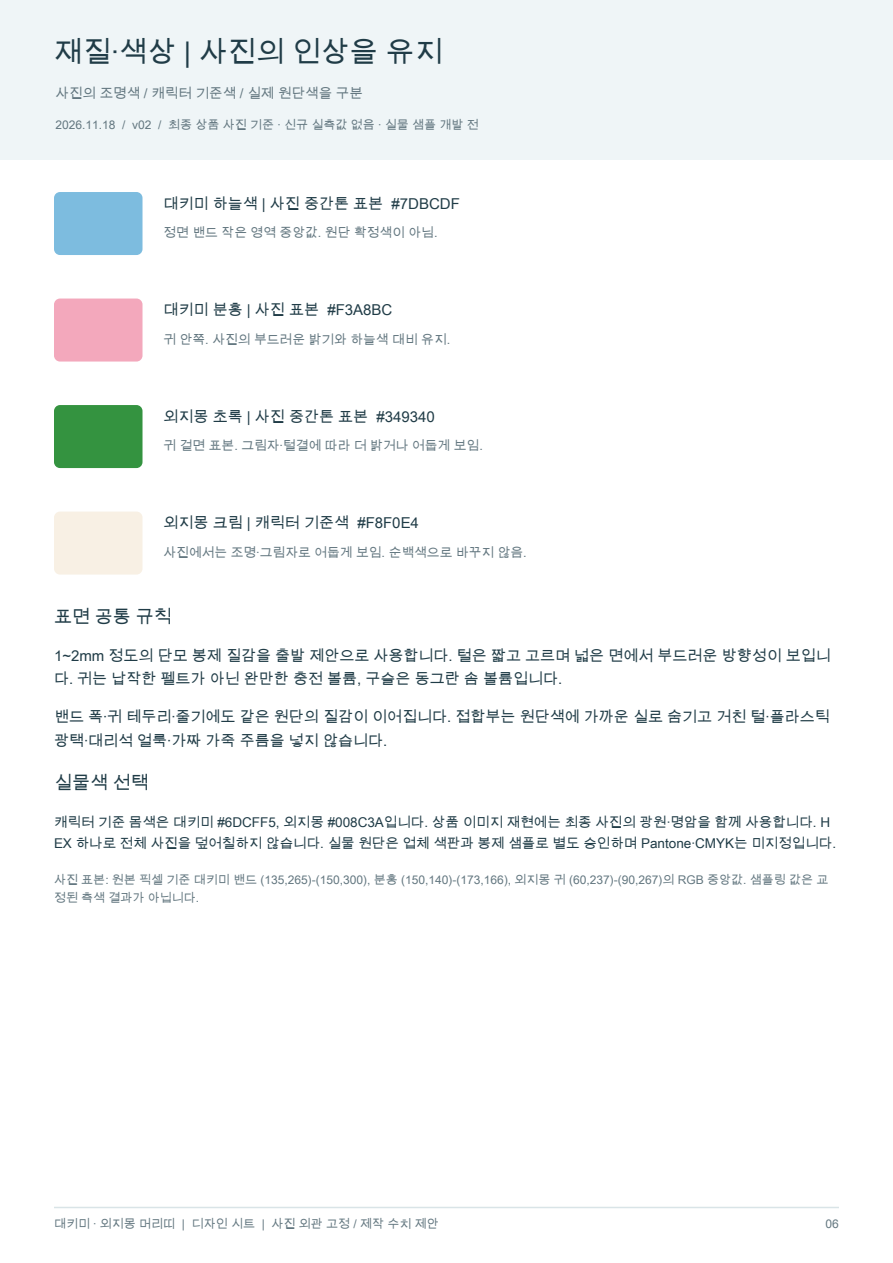 재질·색상 | 사진의 인상을 유지
사진의 조명색 / 캐릭터 기준색 / 실제 원단색을 구분
2026.11.18 / v02 / 최종 상품 사진 기준 · 신규 실측값 없음 · 실물 샘플 개발 전
대키미 하늘색 | 사진 중간톤 표본 #7DBCDF
정면 밴드 작은 영역 중앙값. 원단 확정색이 아님.
대키미 분홍 | 사진 표본 #F3A8BC
귀 안쪽. 사진의 부드러운 밝기와 하늘색 대비 유지.
외지몽 초록 | 사진 중간톤 표본 #349340
귀 겉면 표본. 그림자·털결에 따라 더 밝거나 어둡게 보임.
외지몽 크림 | 캐릭터 기준색 #F8F0E4
사진에서는 조명·그림자로 어둡게 보임. 순백색으로 바꾸지 않음.
표면 공통 규칙
1~2mm 정도의 단모 봉제 질감을 출발 제안으로 사용합니다. 털은 짧고 고르며 넓은 면에서 부드러운 방향성이 보입니
다. 귀는 납작한 펠트가 아닌 완만한 충전 볼륨, 구슬은 동그란 솜 볼륨입니다.
밴드 폭·귀 테두리·줄기에도 같은 원단의 질감이 이어집니다. 접합부는 원단색에 가까운 실로 숨기고 거친 털·플라스틱
광택·대리석 얼룩·가짜 가죽 주름을 넣지 않습니다.
실물색 선택
캐릭터 기준 몸색은 대키미 #6DCFF5, 외지몽 #008C3A입니다. 상품 이미지 재현에는 최종 사진의 광원·명암을 함께 사용합니다. H
EX 하나로 전체 사진을 덮어칠하지 않습니다. 실물 원단은 업체 색판과 봉제 샘플로 별도 승인하며 Pantone·CMYK는 미지정입니다.
사진 표본: 원본 픽셀 기준 대키미 밴드 (135,265)-(150,300), 분홍 (150,140)-(173,166), 외지몽 귀 (60,237)-(90,267)의 RGB 중앙값. 샘플링 값은 교
정된 측색 결과가 아닙니다.
대키미 · 외지몽 머리띠 | 디자인 시트 | 사진 외관 고정 / 제작 수치 제안
06